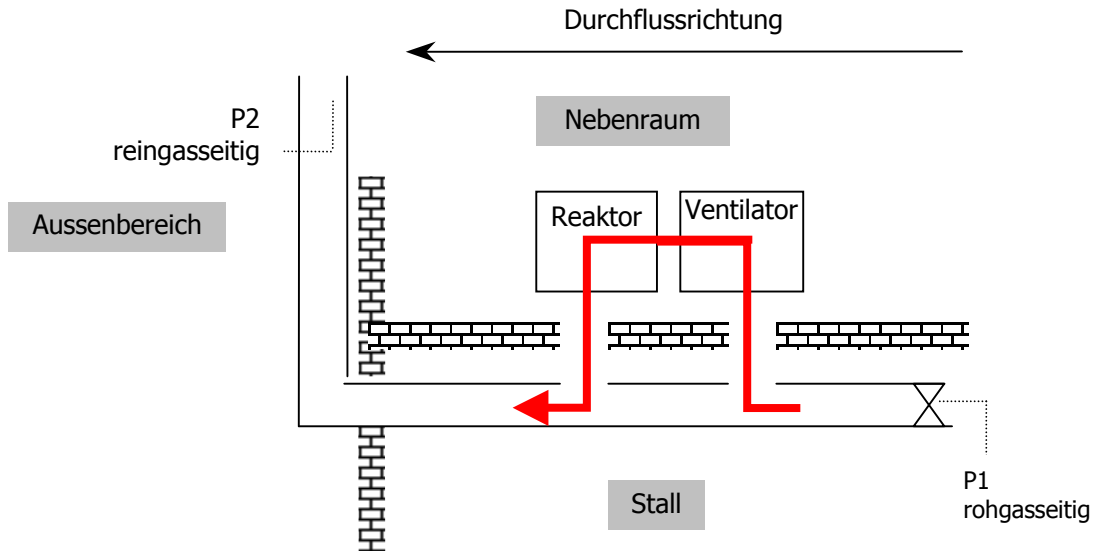 Durchflussrichtung
P2
reingasseitig
Nebenraum
Aussenbereich
Reaktor
Ventilator
Stall
P1
rohgasseitig